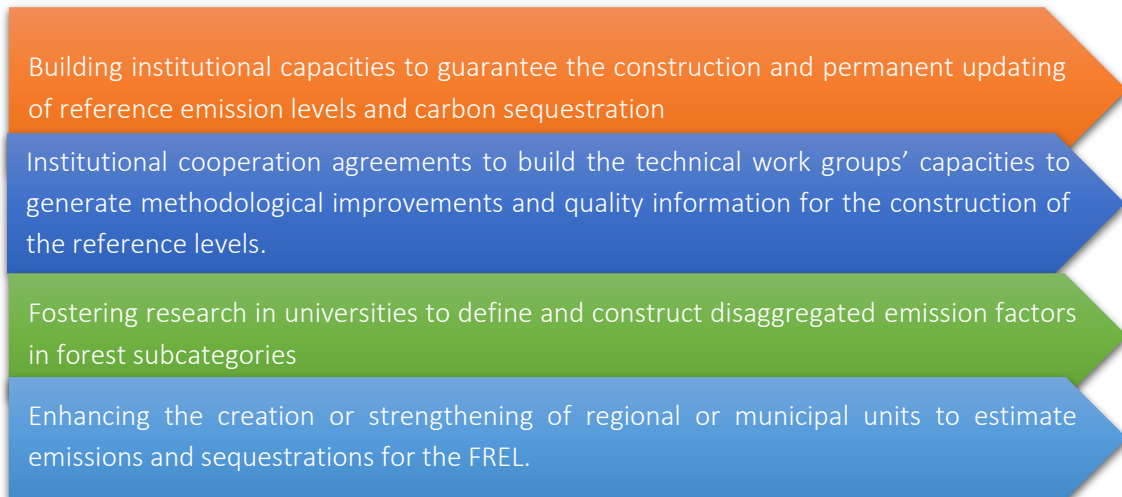 Building institutional capacities to guarantee the construction and permanent updating
of reference emission levels and carbon sequestration
Institutional cooperation agreements to build the technical work groups’ capacities to
generate methodological improvements and quality information for the construction of
the reference levels.
Fostering research in universities to define and construct disaggregated emission factors
in forest subcategories
Enhancing the creation or strengthening of regional or municipal units to estimate
emissions and sequestrations for the FREL.